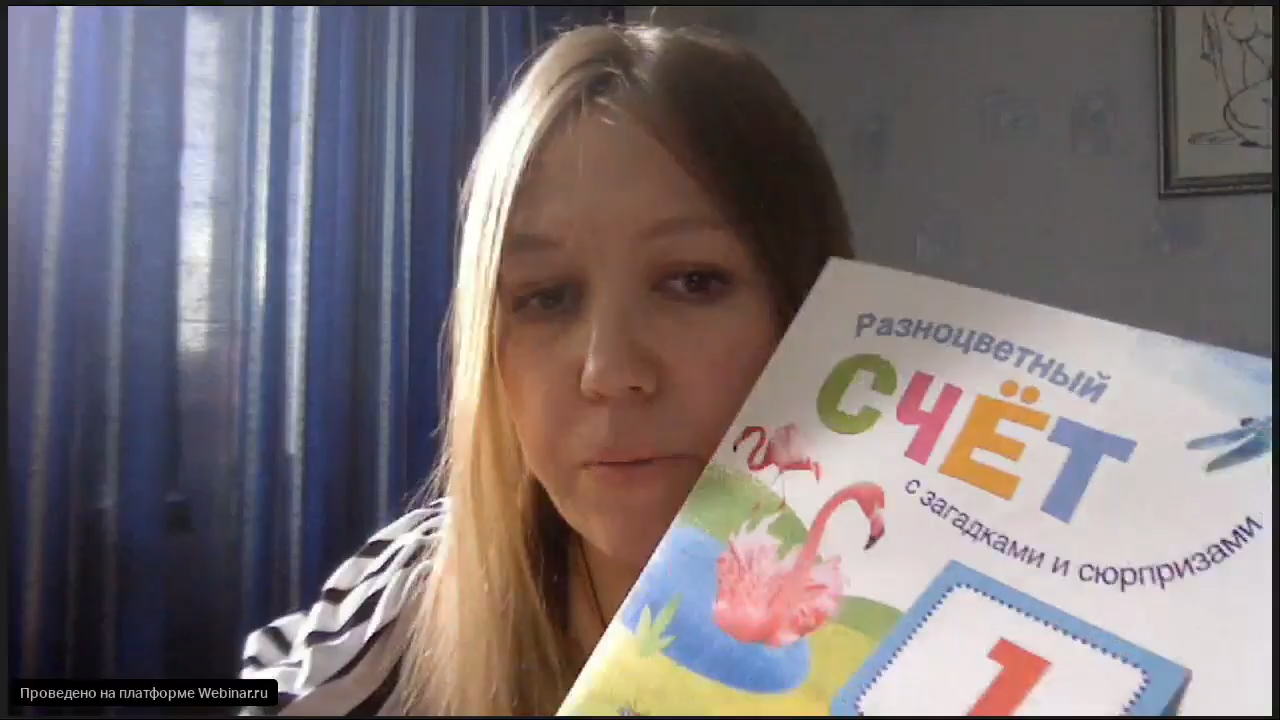 Разноцветный
СЧЁТ
с загадками и сюрпризами
1
Проведено на платформе Webinar.ru